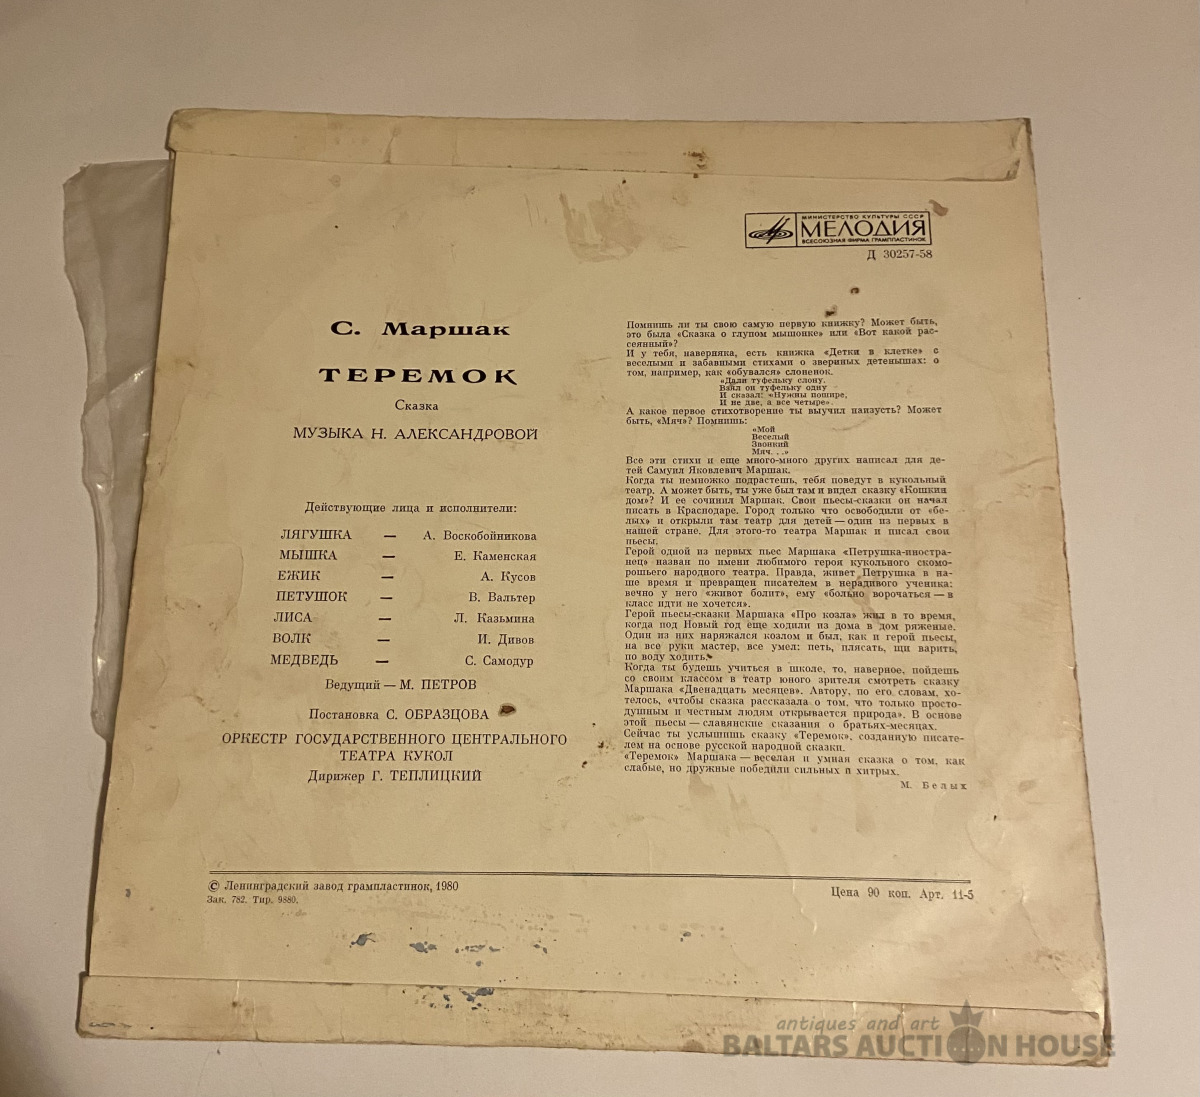 МИНИСТЕРСТВО КУЛЬТУРЫ СССР
МЕЛОДИЯ
ВСЕСОЮЗНАЯ ФИРМА ГРАМПЛАСТИНОК
Д 30257-58
С. Маршак
ТЕРЕМОК
Сказка
МУЗЫКА Н. АЛЕКСАНДРОВОЙ
Действующие лица и исполнители:
ЛЯГУШКА — А. Воскобойникова
МЫШКА — Е. Каменская
ЕЖИК — А. Кусов
ПЕТУШОК — В. Вальтер
ЛИСА — Л. Казьмина
ВОЛК — И. Дивов
МЕДВЕДЬ — С. Самодур
Ведущий — М. ПЕТРОВ
Постановка С. ОБРАЗЦОВА
ОРКЕСТР ГОСУДАРСТВЕННОГО ЦЕНТРАЛЬНОГО
ТЕАТРА КУКОЛ
Дирижер Г. ТЕПЛИЦКИЙ
Помнишь ли ты свою самую первую книжку? Может быть,
это была «Сказка о глупом мышонке» или «Вот какой рас-
сеянный»?
И у тебя, наверняка, есть книжка «Детки в клетке» с
веселыми и забавными стихами о звериных детенышах: о
том, например, как «обувался» слоненок.
«Дали туфельку слону.
Взял он туфельку одну
И сказал: «Нужны пошире,
И не две, а все четыре».
А какое первое стихотворение ты выучил наизусть? Может
быть, «Мяч»? Помнишь:
«Мой
Веселый
Звонкий
Мяч. . .»
Все эти стихи и еще много-много других написал для де-
тей Самуил Яковлевич Маршак.
Когда ты немножко подрастешь, тебя поведут в кукольный
театр. А может быть, ты уже был там и видел сказку «Кошкин
дом»? И ее сочинил Маршак. Свои пьесы-сказки он начал
писать в Краснодаре. Город только что освободили от «бе-
лых» и открыли там театр для детей — один из первых в
нашей стране. Для этого-то театра Маршак и писал свои
пьесы.
Герой одной из первых пьес Маршака «Петрушка-иностра-
нец» назван по имени любимого героя кукольного скомо-
рошьего народного театра. Правда, живет Петрушка в на-
ше время и превращен писателем в нерадивого ученика:
вечно у него «живот болит», ему «больно ворочаться — в
класс идти не хочется».
Герой пьесы-сказки Маршака «Про козла» жил в то время,
когда под Новый год еще ходили из дома в дом ряженые.
Один из них наряжался козлом и был, как и герой пьесы,
на все руки мастер, все умел: петь, плясать, щи варить,
по воду ходить.
Когда ты будешь учиться в школе, то, наверное, пойдешь
со своим классом в театр юного зрителя смотреть сказку
Маршака «Двенадцать месяцев». Автору, по его словам, хо-
телось, «чтобы сказка рассказала о том, что только просто-
душным и честным людям открывается природа». В основе
этой пьесы — славянские сказания о братьях-месяцах.
Сейчас ты услышишь сказку «Теремок», созданную писате-
лем на основе русской народной сказки.
«Теремок» Маршака — веселая и умная сказка о том, как
слабые, но дружные победили сильных и хитрых.
М. Белых
© Ленинградский завод грампластинок, 1980
Зак. 782. Тир. 9880.
Цена 90 коп. Арт. 11-5
antiques and art
BALTARS AUCTION HOUSE